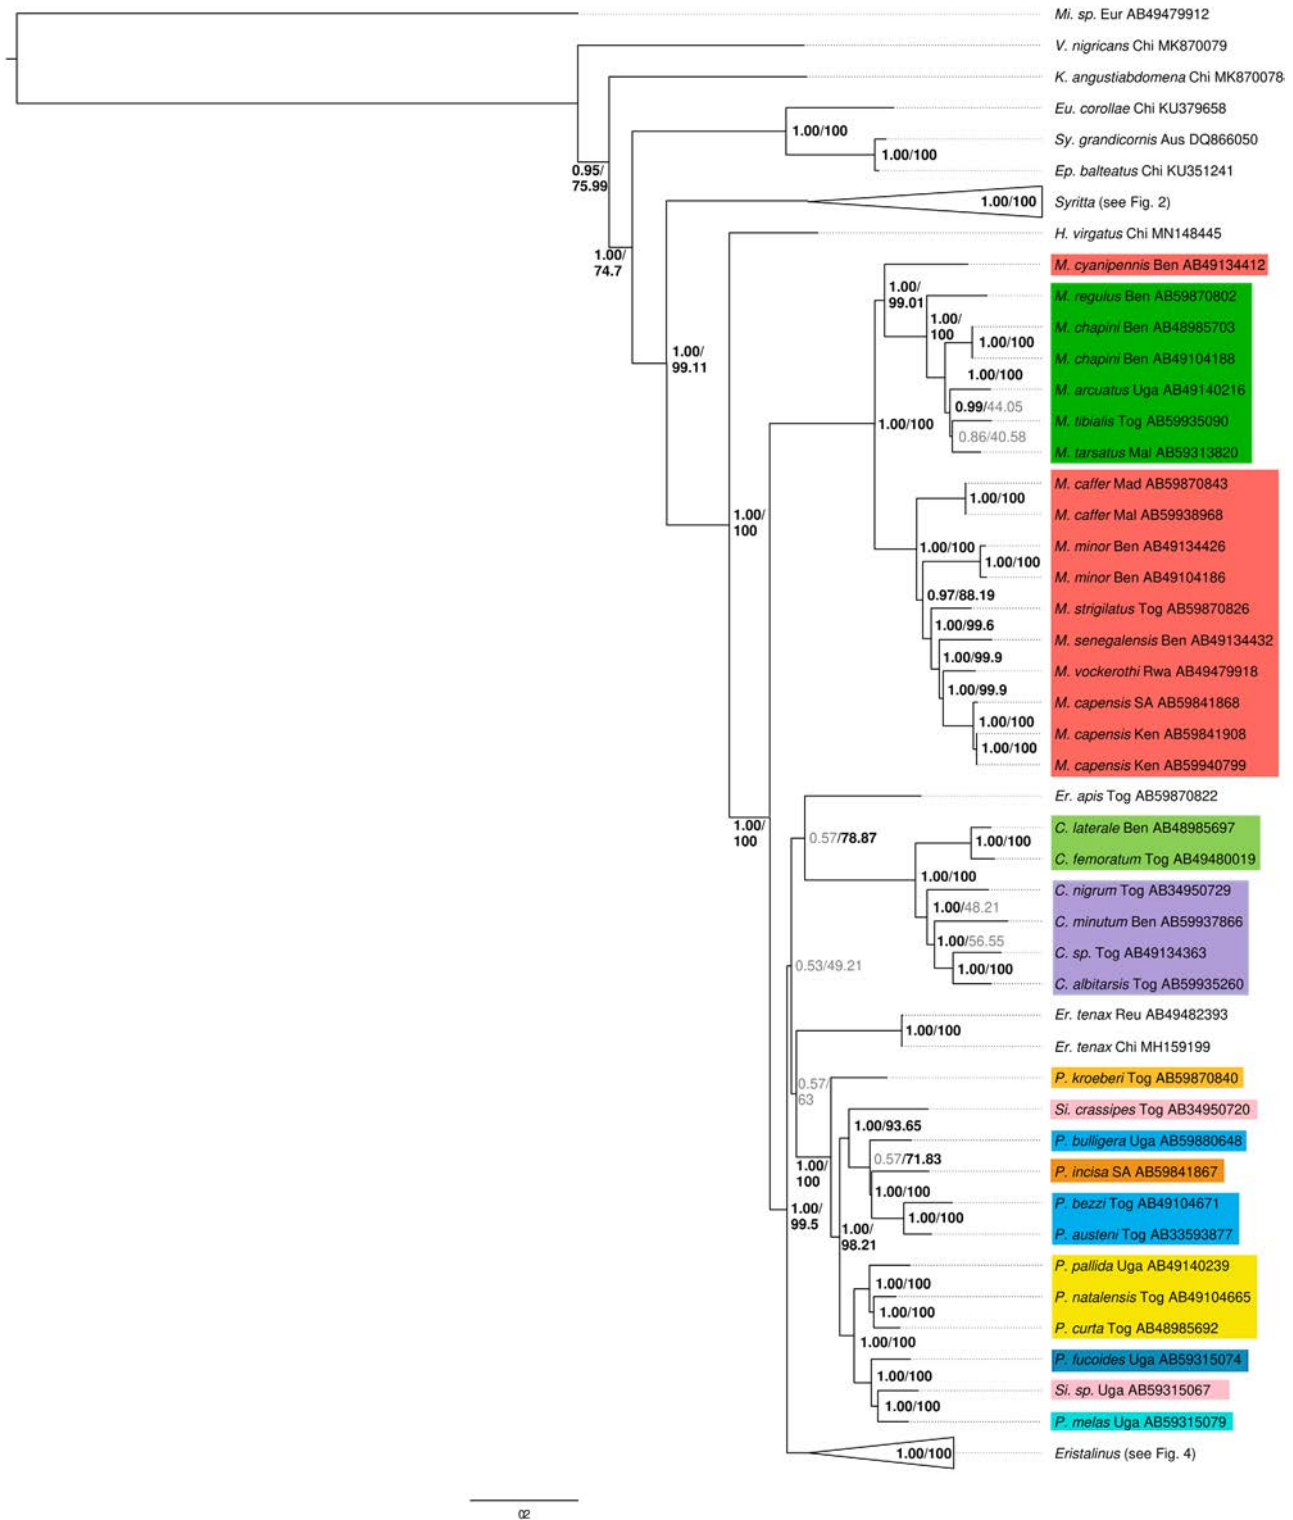 Mi. sp. Eur AB49479912
V. nigricans Chi MK870079
K. angustiabdomena Chi MK870078
Eu. corollae Chi KU379658
1.00/100
Sy. grandicornis Aus DQ866050
1.00/100
Ep. balteatus Chi KU351241
0.95/
75.99
1.00/100
Syritta (see Fig. 2)
H. virgatus Chi MN148445
1.00/
74.7
M. cyanipennis Ben AB49134412
1.00/
99.01
M. regulus Ben AB59870802
1.00/
100
M. chapini Ben AB48985703
1.00/100
M. chapini Ben AB49104188
1.00/
99.11
1.00/100
M. arcuatus Uga AB49140216
0.99/44.05
M. tibialis Tog AB59935090
1.00/100
0.86/40.58
M. tarsatus Mal AB59313820
M. caffer Mad AB59870843
1.00/100
M. caffer Mal AB59938968
1.00/
100
1.00/100
M. minor Ben AB49134426
1.00/100
M. minor Ben AB49104186
0.97/88.19
M. strigilatus Tog AB59870826
1.00/99.6
M. senegalensis Ben AB49134432
1.00/99.9
M. vockerothi Rwa AB49479918
1.00/99.9
M. capensis SA AB59841868
1.00/100
M. capensis Ken AB59841908
1.00/100
M. capensis Ken AB59940799
Er. apis Tog AB59870822
1.00/
100
0.57/78.87
C. laterale Ben AB48985697
1.00/100
C. femoratum Tog AB49480019
1.00/100
C. nigrum Tog AB34950729
1.00/48.21
C. minutum Ben AB59937866
1.00/56.55
C. sp. Tog AB49134363
0.53/49.21
1.00/100
C. albitarsis Tog AB59935260
Er. tenax Reu AB49482393
1.00/100
Er. tenax Chi MH159199
0.57/
63
P. kroeberi Tog AB59870840
Si. crassipes Tog AB34950720
1.00/93.65
P. bulligera Uga AB59880648
0.57/71.83
1.00/
100
P. incisa SA AB59841867
1.00/100
P. bezzi Tog AB49104671
1.00/
99.5
1.00/100
1.00/
98.21
P. austeni Tog AB33593877
P. pallida Uga AB49140239
1.00/100
P. natalensis Tog AB49104665
1.00/100
P. curta Tog AB48985692
1.00/100
P. fucoides Uga AB59315074
1.00/100
Si. sp. Uga AB59315067
1.00/100
P. melas Uga AB59315079
1.00/100
Eristalinus (see Fig. 4)
02